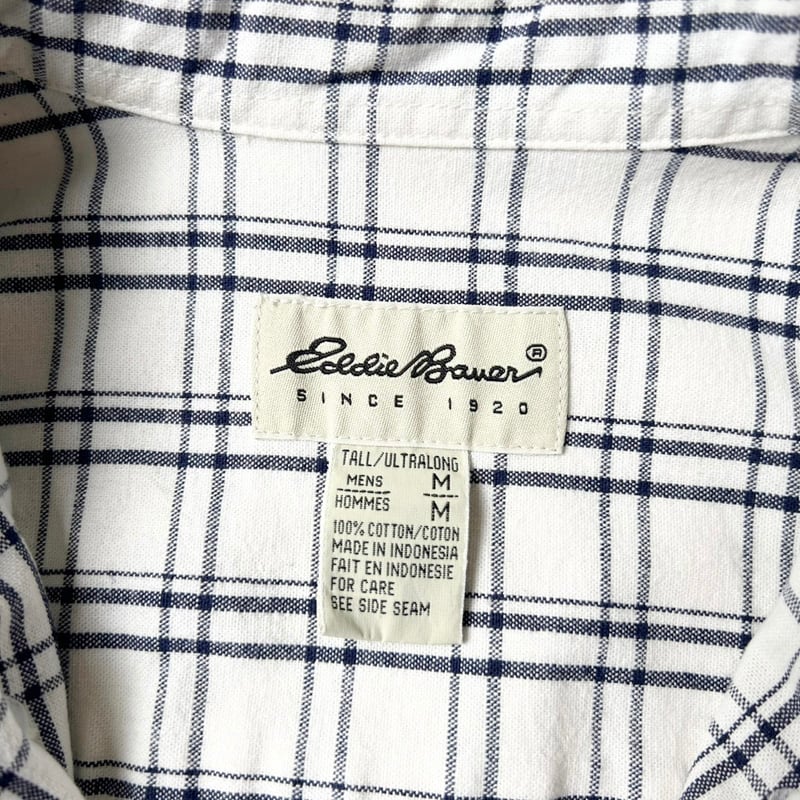 Eddie Bauer®
SINCE 1920
TALL/ULTRALONG
MENS M
HOMMES M
100% COTTON/COTON
MADE IN INDONESIA
FAIT EN INDONESIE
FOR CARE
SEE SIDE SEAM